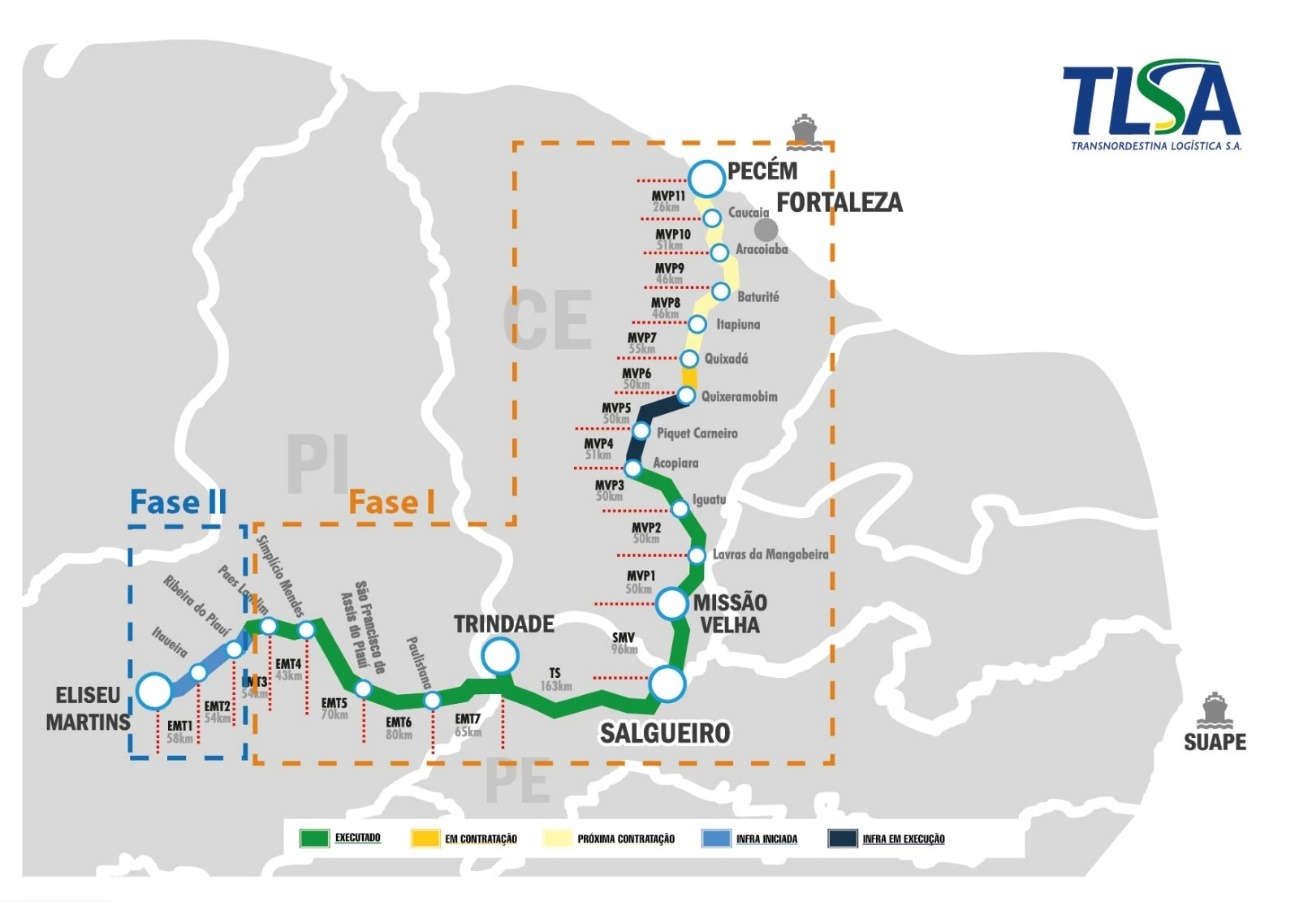 TLSA
TRANSNORDESTINA LOGÍSTICA S.A.
PECÉM
FORTALEZA
MVP11
26km
Caucaia
MVP10
51km
Aracoiaba
MVP9
46km
Baturité
MVP8
46km
Itapiuna
CE
MVP7
55km
Quixadá
MVP6
50km
Quixeramobim
MVP5
50km
Piquet Carneiro
MVP4
51km
Acopiara
PI
MVP3
50km
Iguatu
Fase II
Fase I
MVP2
50km
Lavras da Mangabeira
MVP1
50km
MISSÃO
VELHA
SMV
96km
Simplício Mendes
Paes Landim
Ribeira do Piauí
Itaueira
São Francisco de
Assis do Piauí
Paulistana
TRINDADE
TS
163km
ELISEU
MARTINS
EMT1
58km
EMT2
54km
EMT3
54km
EMT4
43km
EMT5
70km
EMT6
80km
EMT7
65km
SALGUEIRO
SUAPE
PE
EXECUTADO
EM CONTRATAÇÃO
PRÓXIMA CONTRATAÇÃO
INFRA INICIADA
INFRA EM EXECUÇÃO